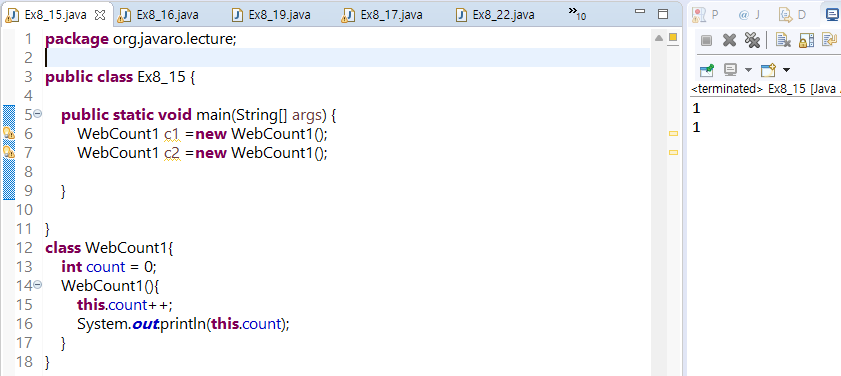 Ex8_15.java Ex8_16.java Ex8_19.java Ex8_17.java Ex8_22.java »10
P @ J D
1 package org.javaro.lecture;
2
3 public class Ex8_15 {
4
5 public static void main(String[] args) {
6 WebCount1 c1 =new WebCount1();
7 WebCount1 c2 =new WebCount1();
8
9 }
10
11 }
12 class WebCount1{
13 int count = 0;
14 WebCount1(){
15 this.count++;
16 System.out.println(this.count);
17 }
18 }
<terminated> Ex8_15 [Java
1
1